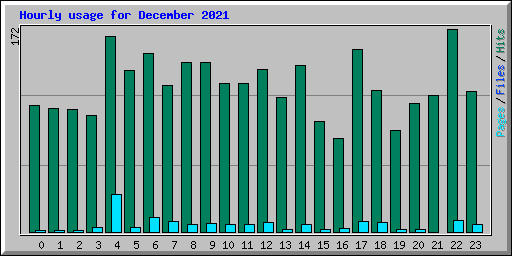 Hourly usage for December 2021
172
Pages/Files/Hits
0 1 2 3 4 5 6 7 8 9 10 11 12 13 14 15 16 17 18 19 20 21 22 23